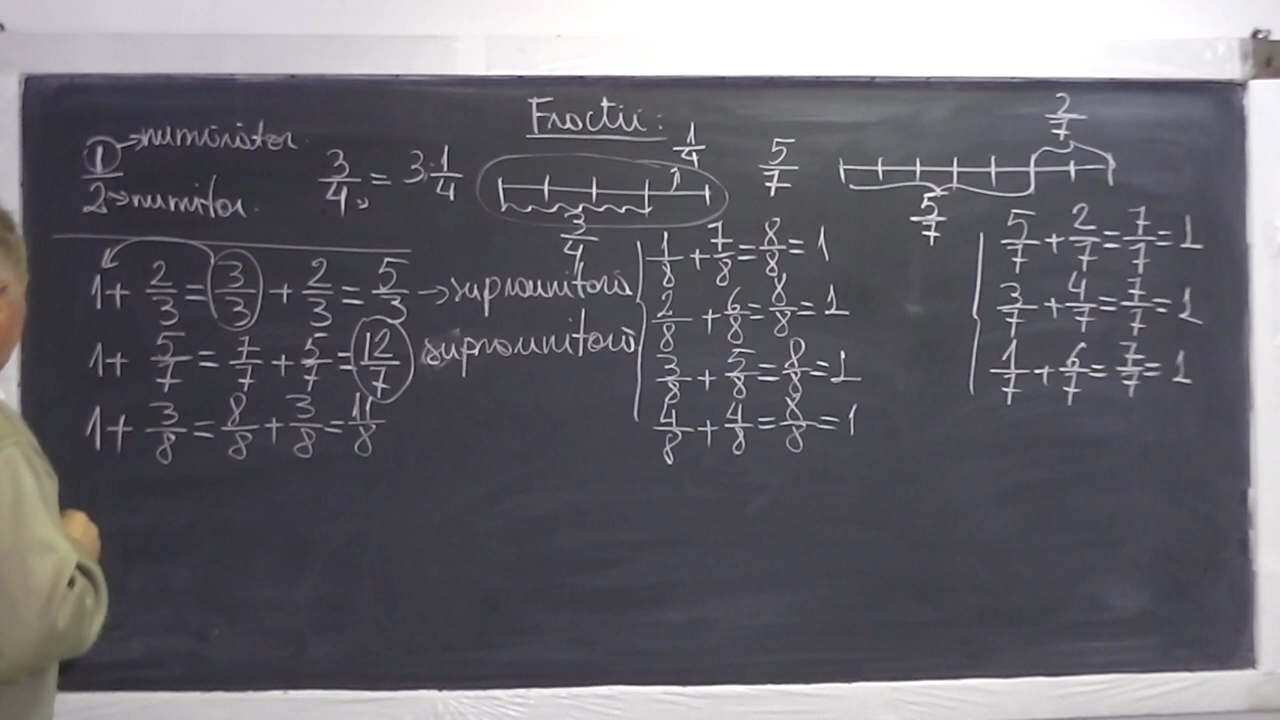 Fracții:
1 → numărător
2 → numitor
3/4 = 3·1/4
1/4
3/4
5/7
2/7
5/7
1 + 2/3 = 3/3 + 2/3 = 5/3 → supraunitară
1 + 5/7 = 7/7 + 5/7 = 12/7 supraunitară
1 + 3/8 = 8/8 + 3/8 = 11/8
1/8 + 7/8 = 8/8 = 1
2/8 + 6/8 = 8/8 = 1
3/8 + 5/8 = 8/8 = 1
4/8 + 4/8 = 8/8 = 1
5/7 + 2/7 = 7/7 = 1
3/7 + 4/7 = 7/7 = 1
1/7 + 6/7 = 7/7 = 1